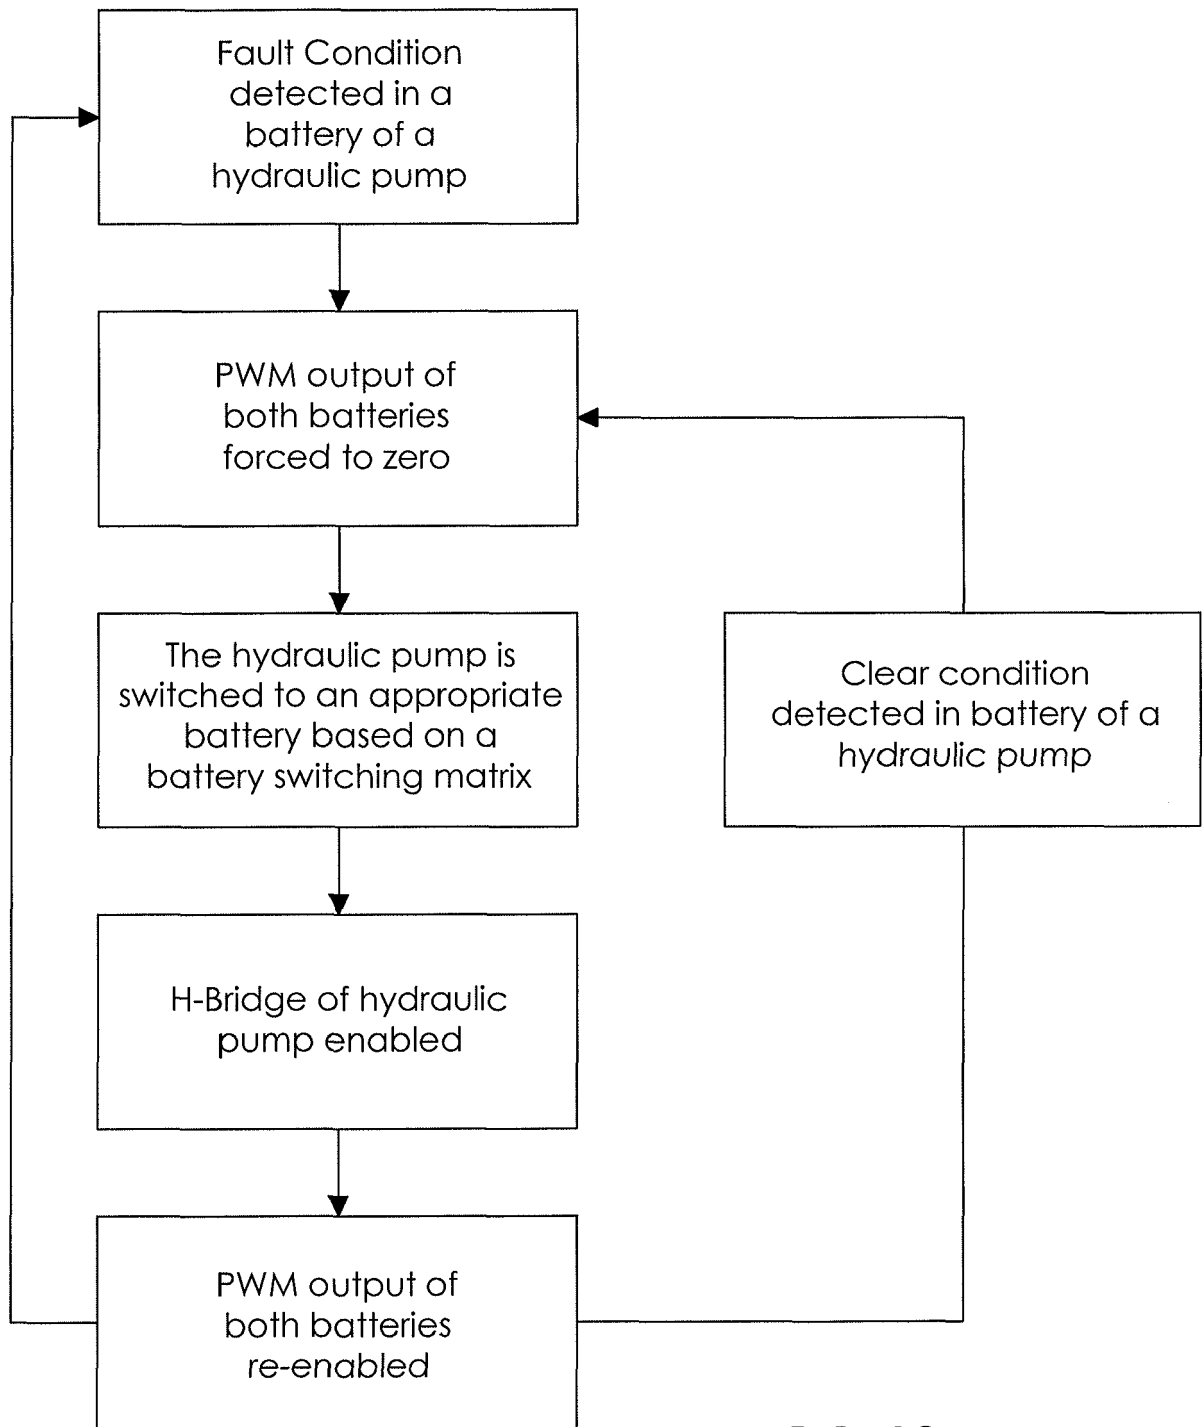 Fault Condition
detected in a
battery of a
hydraulic pump
PWM output of
both batteries
forced to zero
The hydraulic pump is
switched to an appropriate
battery based on a
battery switching matrix
Clear condition
detected in battery of a
hydraulic pump
H-Bridge of hydraulic
pump enabled
PWM output of
both batteries
re-enabled